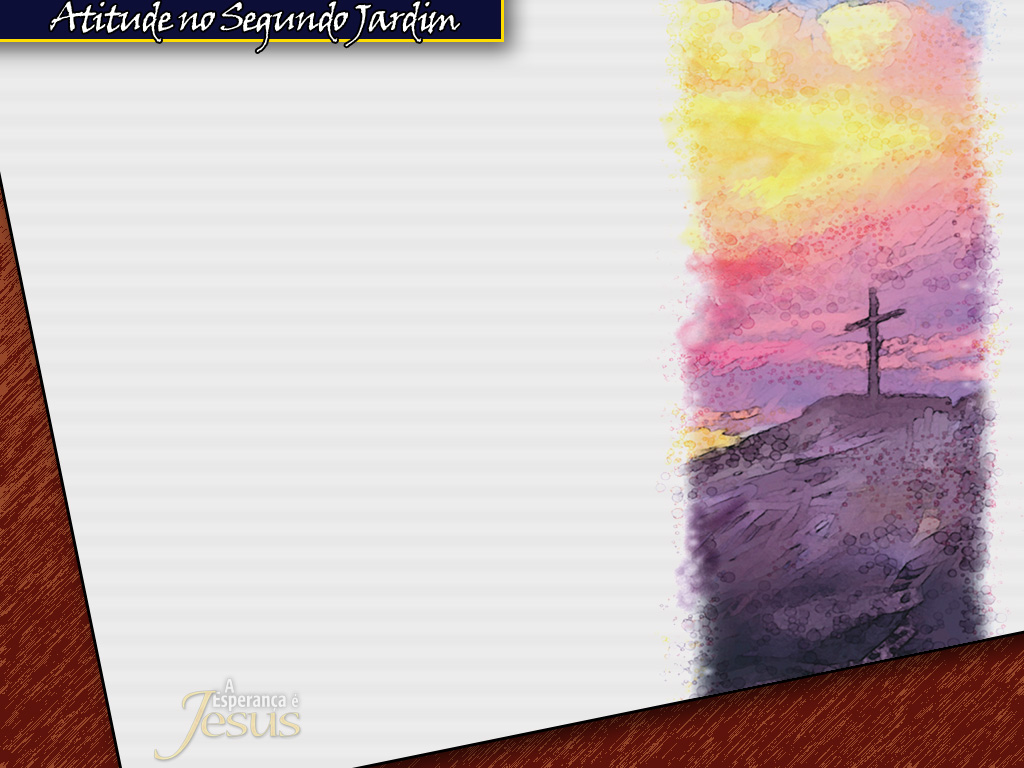 Atitude no Segundo Jardim
A
Esperança é
Jesus